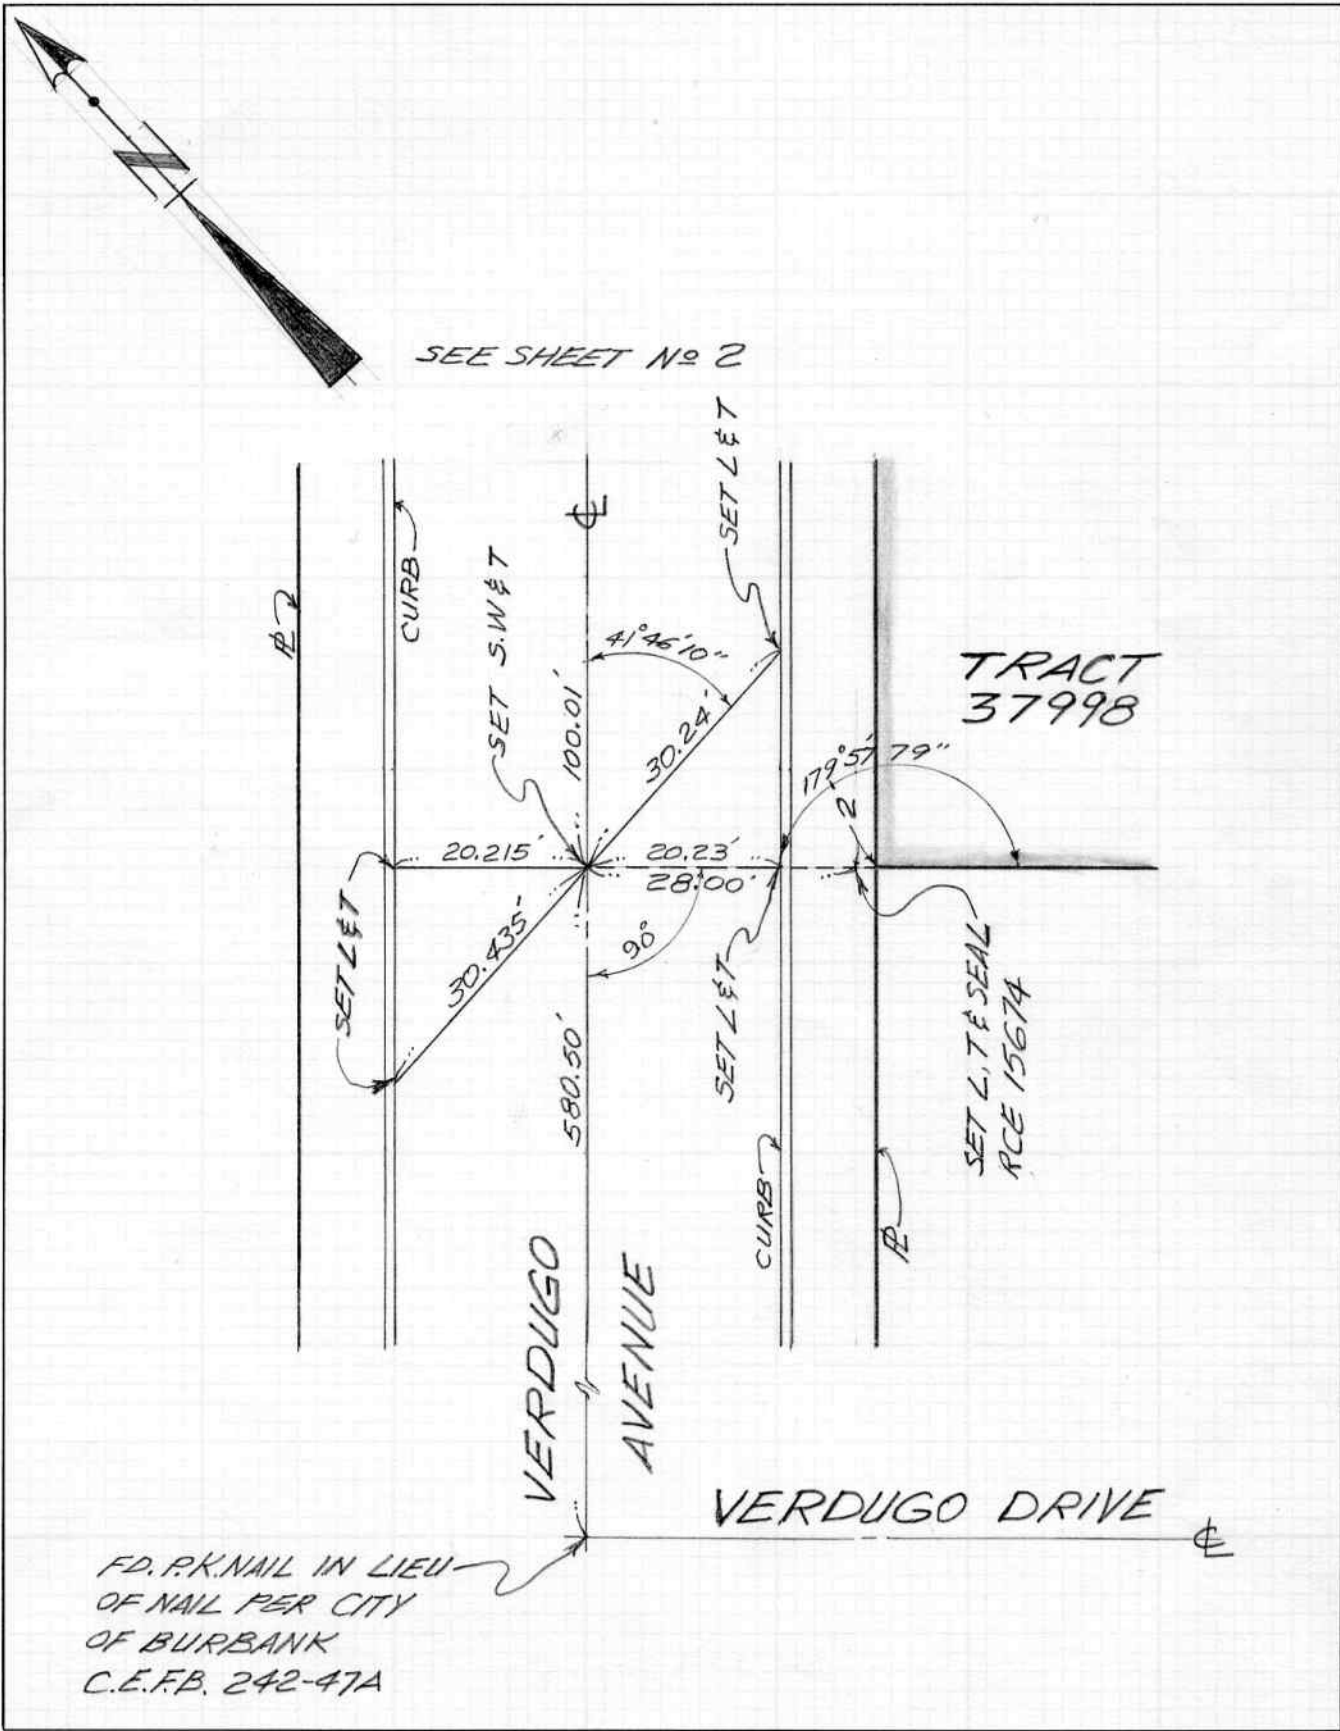 N
SEE SHEET Nº 2
SET L&T
℄
SET S.W&T
CURB
PL
41°46'10"
100.01'
30.24'
TRACT
37998
179°57'79"
2'
20.215'
20.23'
28.00'
90°
SET L&T
30.435'
SET L&T
SET L,T & SEAL
RCE 15674
580.50'
CURB
PL
VERDUGO
AVENUE
VERDUGO DRIVE
℄
FD. P.K. NAIL IN LIEU
OF NAIL PER CITY
OF BURBANK
C.E.F.B. 242-47A